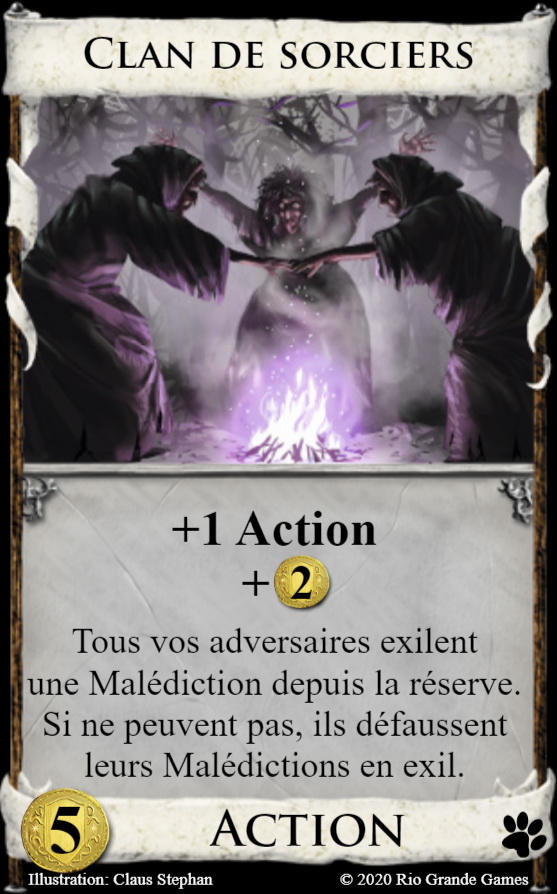 Clan de sorciers
+1 Action
+2
Tous vos adversaires exilent
une Malédiction depuis la réserve.
Si ne peuvent pas, ils défaussent
leurs Malédictions en exil.
5
Action
Illustration: Claus Stephan
© 2020 Rio Grande Games